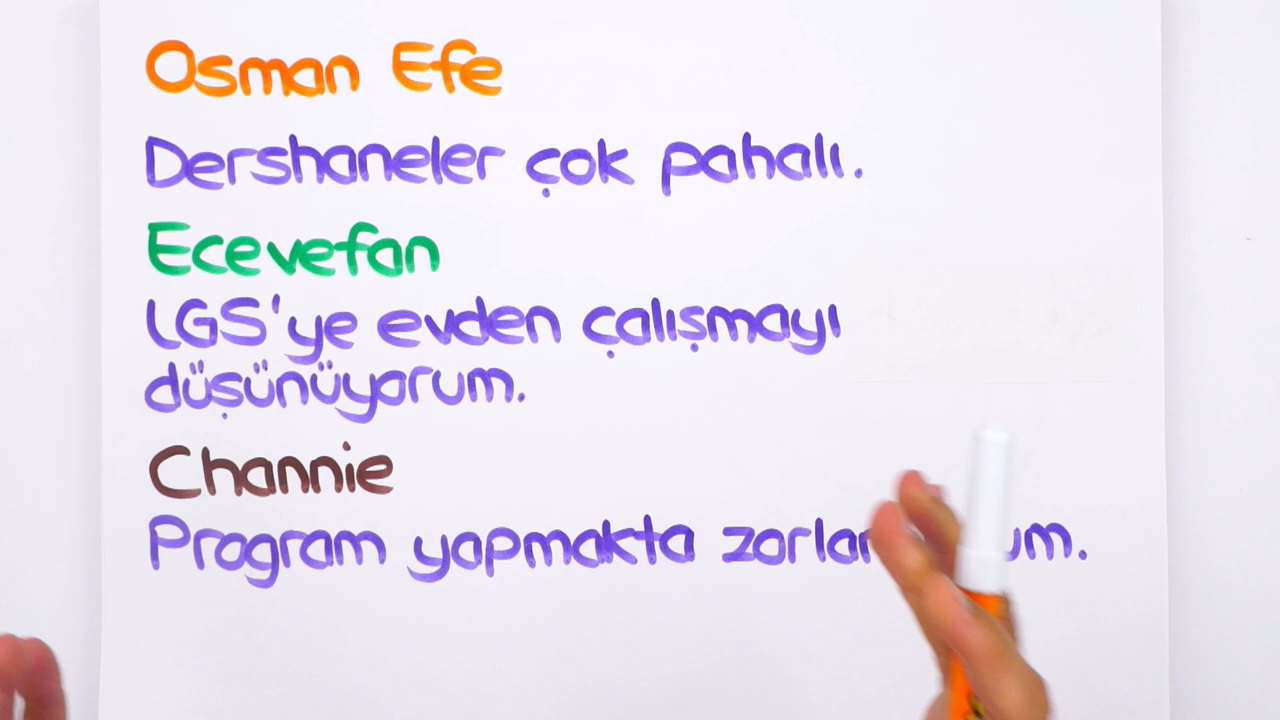 Osman Efe
Dershaneler çok pahalı.
Ecevefan
LGS'ye evden çalışmayı
düşünüyorum.
Channie
Program yapmakta